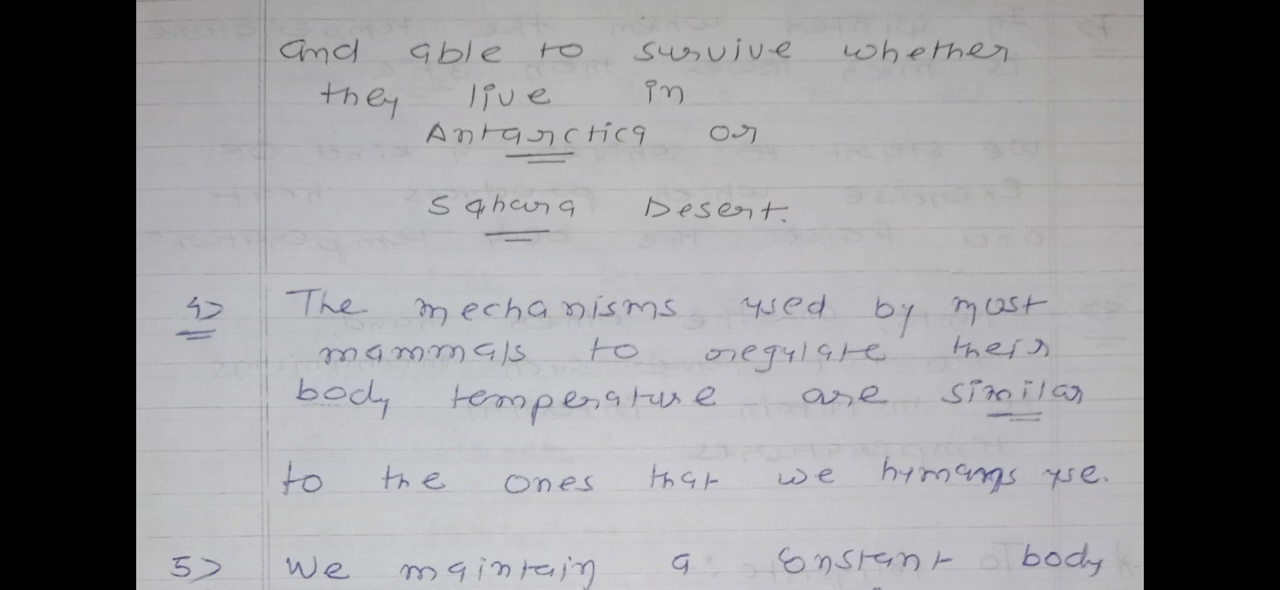 and able to survive whether
they live in
Antarctica or
Sahara Desert.
4> The mechanisms used by most
mammals to regulate their
body temperature are similar
to the ones that we humans use.
5> We maintain a constant body